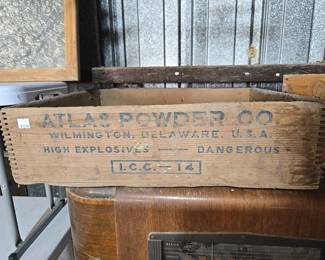 ATLAS POWDER CO.
WILMINGTON, DELAWARE, U.S.A.
HIGH EXPLOSIVES — DANGEROUS
I.C.C. — 14